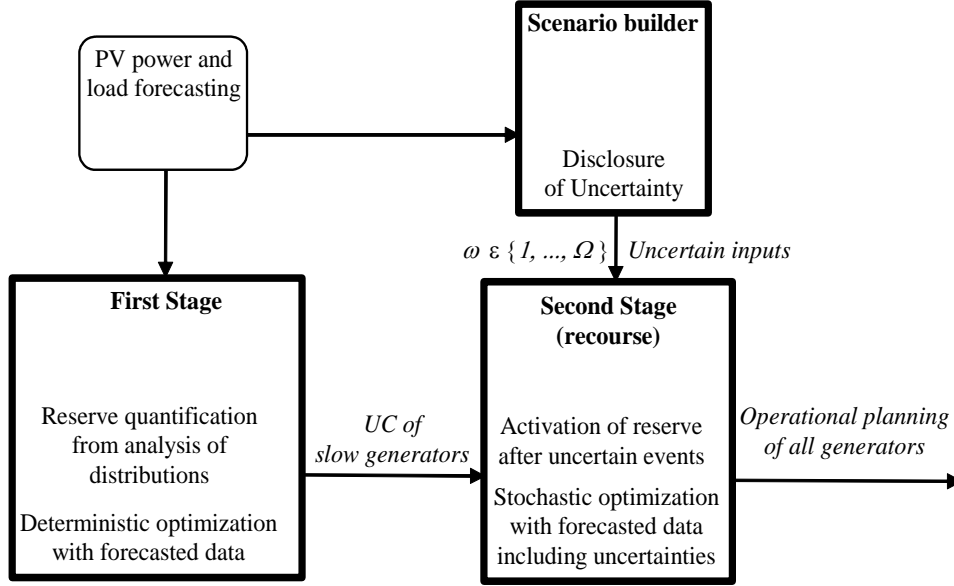 Scenario builder
PV power and
load forecasting
Disclosure
of Uncertainty
ω ε { 1, ..., Ω }
Uncertain inputs
First Stage
Reserve quantification
from analysis of
distributions
Deterministic optimization
with forecasted data
UC of
slow generators
Second Stage
(recourse)
Activation of reserve
after uncertain events
Stochastic optimization
with forecasted data
including uncertainties
Operational planning
of all generators